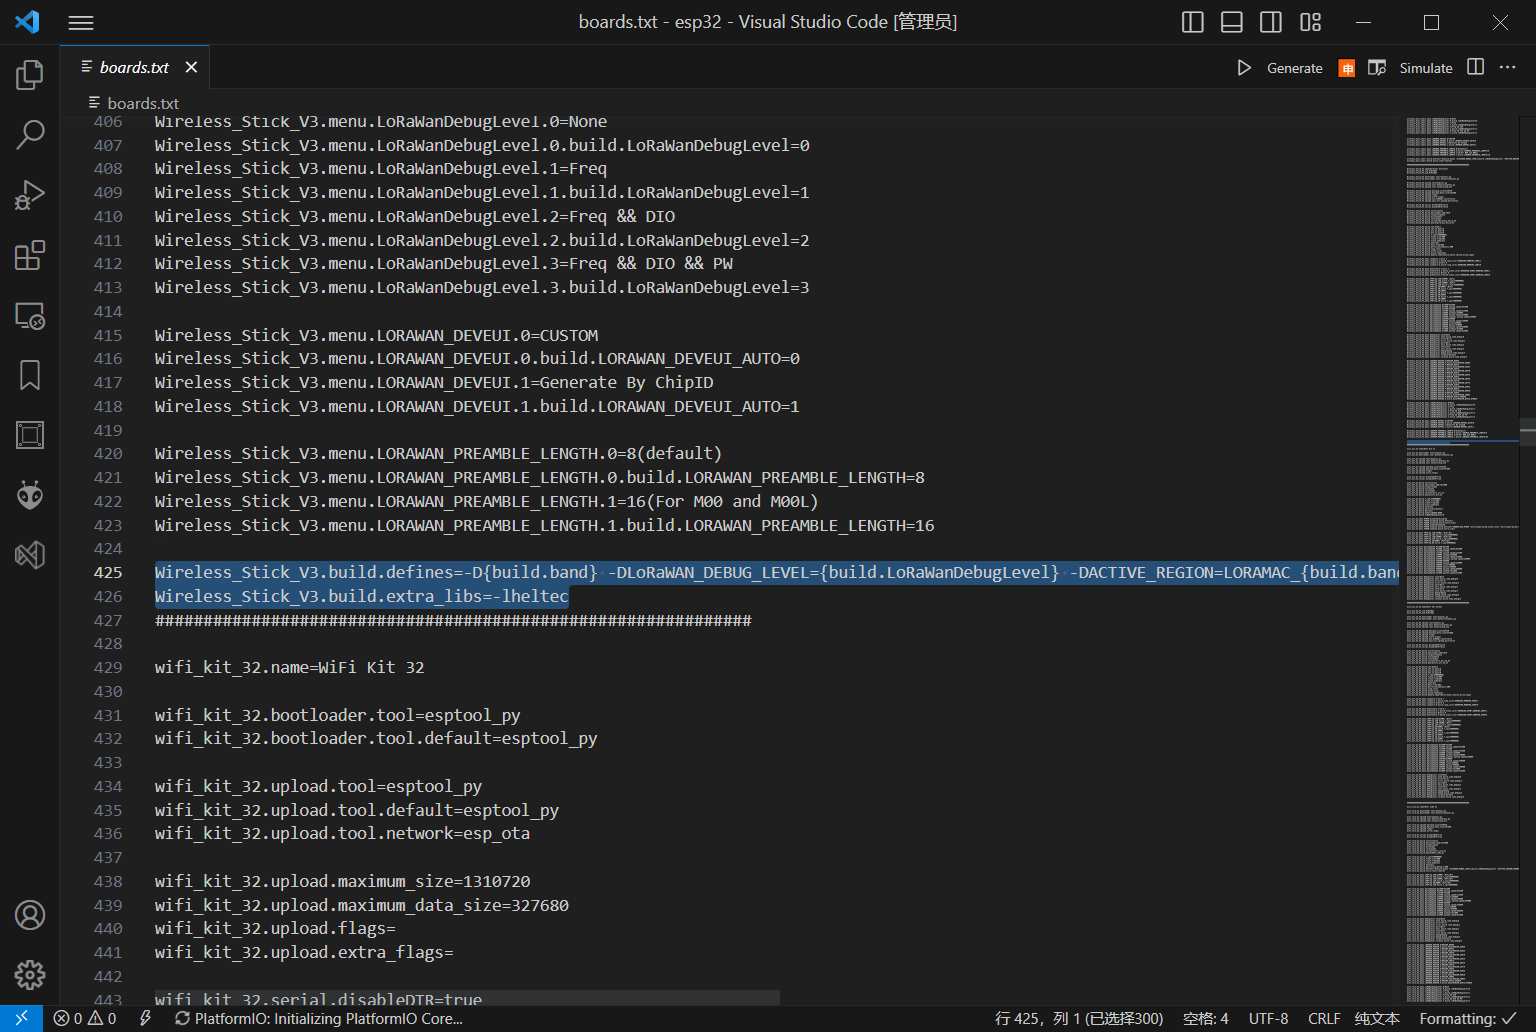 boards.txt - esp32 - Visual Studio Code [管理员]
boards.txt
Generate
申
Simulate
boards.txt
406 Wireless_Stick_V3.menu.LoRaWanDebugLevel.0=None
407 Wireless_Stick_V3.menu.LoRaWanDebugLevel.0.build.LoRaWanDebugLevel=0
408 Wireless_Stick_V3.menu.LoRaWanDebugLevel.1=Freq
409 Wireless_Stick_V3.menu.LoRaWanDebugLevel.1.build.LoRaWanDebugLevel=1
410 Wireless_Stick_V3.menu.LoRaWanDebugLevel.2=Freq && DIO
411 Wireless_Stick_V3.menu.LoRaWanDebugLevel.2.build.LoRaWanDebugLevel=2
412 Wireless_Stick_V3.menu.LoRaWanDebugLevel.3=Freq && DIO && PW
413 Wireless_Stick_V3.menu.LoRaWanDebugLevel.3.build.LoRaWanDebugLevel=3
414
415 Wireless_Stick_V3.menu.LORAWAN_DEVEUI.0=CUSTOM
416 Wireless_Stick_V3.menu.LORAWAN_DEVEUI.0.build.LORAWAN_DEVEUI_AUTO=0
417 Wireless_Stick_V3.menu.LORAWAN_DEVEUI.1=Generate By ChipID
418 Wireless_Stick_V3.menu.LORAWAN_DEVEUI.1.build.LORAWAN_DEVEUI_AUTO=1
419
420 Wireless_Stick_V3.menu.LORAWAN_PREAMBLE_LENGTH.0=8(default)
421 Wireless_Stick_V3.menu.LORAWAN_PREAMBLE_LENGTH.0.build.LORAWAN_PREAMBLE_LENGTH=8
422 Wireless_Stick_V3.menu.LORAWAN_PREAMBLE_LENGTH.1=16(For M00 and M00L)
423 Wireless_Stick_V3.menu.LORAWAN_PREAMBLE_LENGTH.1.build.LORAWAN_PREAMBLE_LENGTH=16
424
425 Wireless_Stick_V3.build.defines=-D{build.band} -DLoRaWAN_DEBUG_LEVEL={build.LoRaWanDebugLevel} -DACTIVE_REGION=LORAMAC_{build.band
426 Wireless_Stick_V3.build.extra_libs=-lheltec
427 ##############################################################
428
429 wifi_kit_32.name=WiFi Kit 32
430
431 wifi_kit_32.bootloader.tool=esptool_py
432 wifi_kit_32.bootloader.tool.default=esptool_py
433
434 wifi_kit_32.upload.tool=esptool_py
435 wifi_kit_32.upload.tool.default=esptool_py
436 wifi_kit_32.upload.tool.network=esp_ota
437
438 wifi_kit_32.upload.maximum_size=1310720
439 wifi_kit_32.upload.maximum_data_size=327680
440 wifi_kit_32.upload.flags=
441 wifi_kit_32.upload.extra_flags=
442
443 wifi_kit_32.serial.disableDTR=true
0 0 PlatformIO: Initializing PlatformIO Core... 行 425，列 1 (已选择300) 空格: 4 UTF-8 CRLF 纯文本 Formatting: ✓